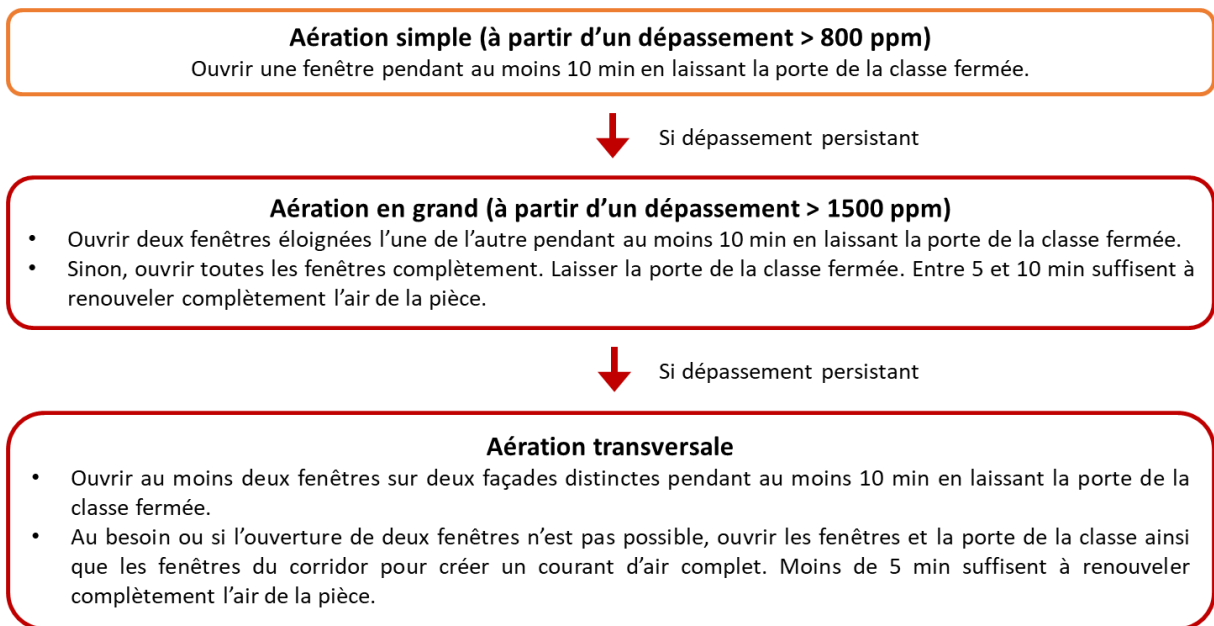 Aération simple (à partir d’un dépassement > 800 ppm)
Ouvrir une fenêtre pendant au moins 10 min en laissant la porte de la classe fermée.
Si dépassement persistant
Aération en grand (à partir d’un dépassement > 1500 ppm)
• Ouvrir deux fenêtres éloignées l’une de l’autre pendant au moins 10 min en laissant la porte de la classe fermée.
• Sinon, ouvrir toutes les fenêtres complètement. Laisser la porte de la classe fermée. Entre 5 et 10 min suffisent à
renouveler complètement l’air de la pièce.
Si dépassement persistant
Aération transversale
• Ouvrir au moins deux fenêtres sur deux façades distinctes pendant au moins 10 min en laissant la porte de la
classe fermée.
• Au besoin ou si l’ouverture de deux fenêtres n’est pas possible, ouvrir les fenêtres et la porte de la classe ainsi
que les fenêtres du corridor pour créer un courant d’air complet. Moins de 5 min suffisent à renouveler
complètement l’air de la pièce.